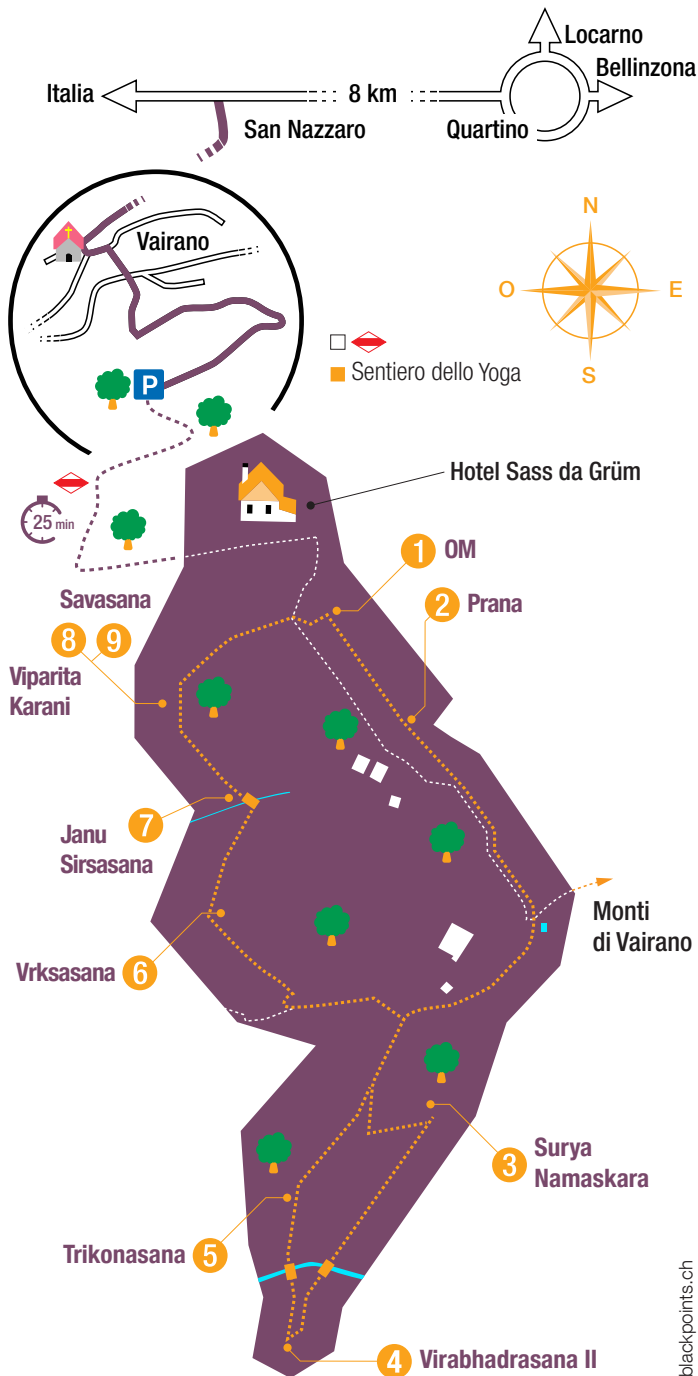 Locarno
Bellinzona
Italia
8 km
San Nazzaro
Quartino
Vairano
N
O
E
S
P
Sentiero dello Yoga
Hotel Sass da Grüm
25 min
1 OM
Savasana
2 Prana
8 9
Viparita
Karani
7
Janu
Sirsasana
Monti
di Vairano
Vrksasana 6
3 Surya
Namaskara
Trikonasana 5
4 Virabhadrasana II
blackpoints.ch